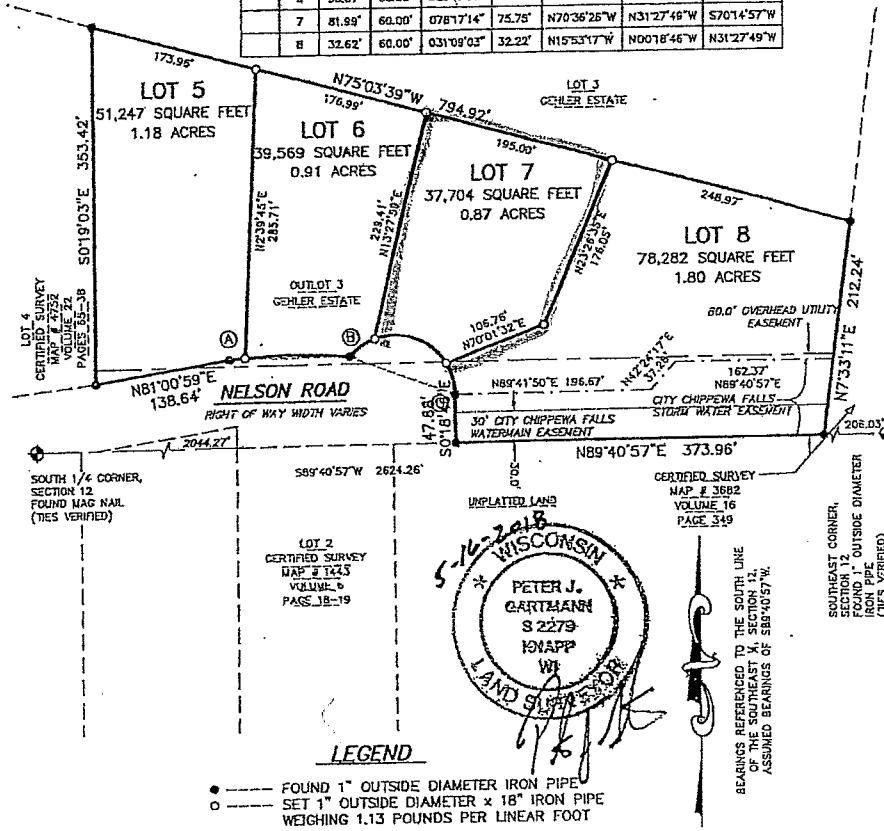 7 81.99' 60.00' 078°17'14" 75.75' N70°36'26"W N31°27'49"W S70°14'57"W
8 32.62' 60.00' 031°09'03" 32.22' N15°53'17"W N00°18'46"W N31°27'49"W
173.96'
LOT 5
51,247 SQUARE FEET
1.18 ACRES
S0°19'03"E 353.42'
N2°39'45"E
285.71'
N75°03'39"W 794.92'
176.99'
LOT 6
39,569 SQUARE FEET
0.91 ACRES
OUTLOT 3
GEHLER ESTATE
229.41'
N13°27'50"E
LOT 3
GEHLER ESTATE
195.00'
LOT 7
37,704 SQUARE FEET
0.87 ACRES
N23°26'35"E
176.05'
106.76'
N70°01'32"E
248.97'
LOT 8
78,282 SQUARE FEET
1.80 ACRES
60.0' OVERHEAD UTILITY
EASEMENT
N7°33'11"E 212.24'
LOT 4
CERTIFIED SURVEY
MAP # 4752
VOLUME 22
PAGES 65-38
A
B
N81°00'59"E
138.64'
NELSON ROAD
RIGHT OF WAY WIDTH VARIES
47.86'
N89°41'50"E 196.67'
N42°24'17"E
37.28'
162.37'
N89°40'57"E
CITY CHIPPEWA FALLS
STORM WATER EASEMENT
30' CITY CHIPPEWA FALLS
WATERMAIN EASEMENT
N89°40'57"E 373.96'
206.03'
2044.27'
S89°40'57"W 2624.26'
30.0'
SOUTH 1/4 CORNER,
SECTION 12
FOUND MAG NAIL
(TIES VERIFIED)
UNPLATTED LAND
CERTIFIED SURVEY
MAP # 3682
VOLUME 16
PAGE 349
SOUTHEAST CORNER,
SECTION 12
FOUND 1" OUTSIDE DIAMETER
IRON PIPE
(TIES VERIFIED)
LOT 2
CERTIFIED SURVEY
MAP # 1443
VOLUME 6
PAGE 18-19
5-16-2018
WISCONSIN
PETER J.
GARTMANN
S 2279
KNAPP
WI
LAND SURVEYOR
BEARINGS REFERENCED TO THE SOUTH LINE
OF THE SOUTHEAST ¼, SECTION 12,
ASSUMED BEARINGS OF S89°40'57"W.
LEGEND
FOUND 1" OUTSIDE DIAMETER IRON PIPE
SET 1" OUTSIDE DIAMETER x 18" IRON PIPE
WEIGHING 1.13 POUNDS PER LINEAR FOOT